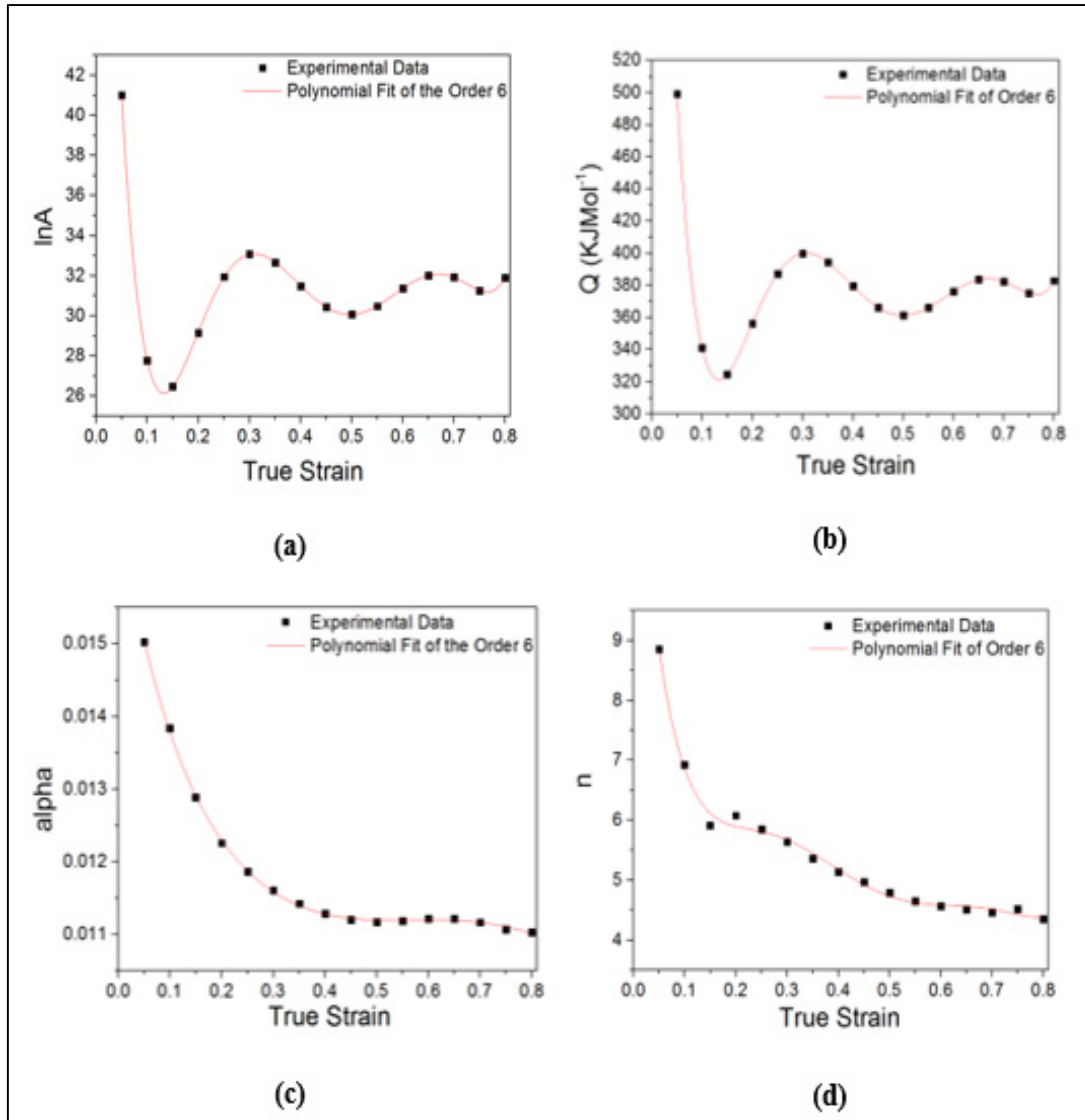 Experimental Data
Polynomial Fit of the Order 6
lnA
42
40
38
36
34
32
30
28
26
0.0 0.1 0.2 0.3 0.4 0.5 0.6 0.7 0.8
True Strain
(a)
Experimental Data
Polynomial Fit of Order 6
Q (KJMol-1)
520
500
480
460
440
420
400
380
360
340
320
300
0.0 0.1 0.2 0.3 0.4 0.5 0.6 0.7 0.8
True Strain
(b)
Experimental Data
Polynomial Fit of the Order 6
alpha
0.015
0.014
0.013
0.012
0.011
0.0 0.1 0.2 0.3 0.4 0.5 0.6 0.7 0.8
True Strain
(c)
Experimental Data
Polynomial Fit of Order 6
n
9
8
7
6
5
4
0.0 0.1 0.2 0.3 0.4 0.5 0.6 0.7 0.8
True Strain
(d)